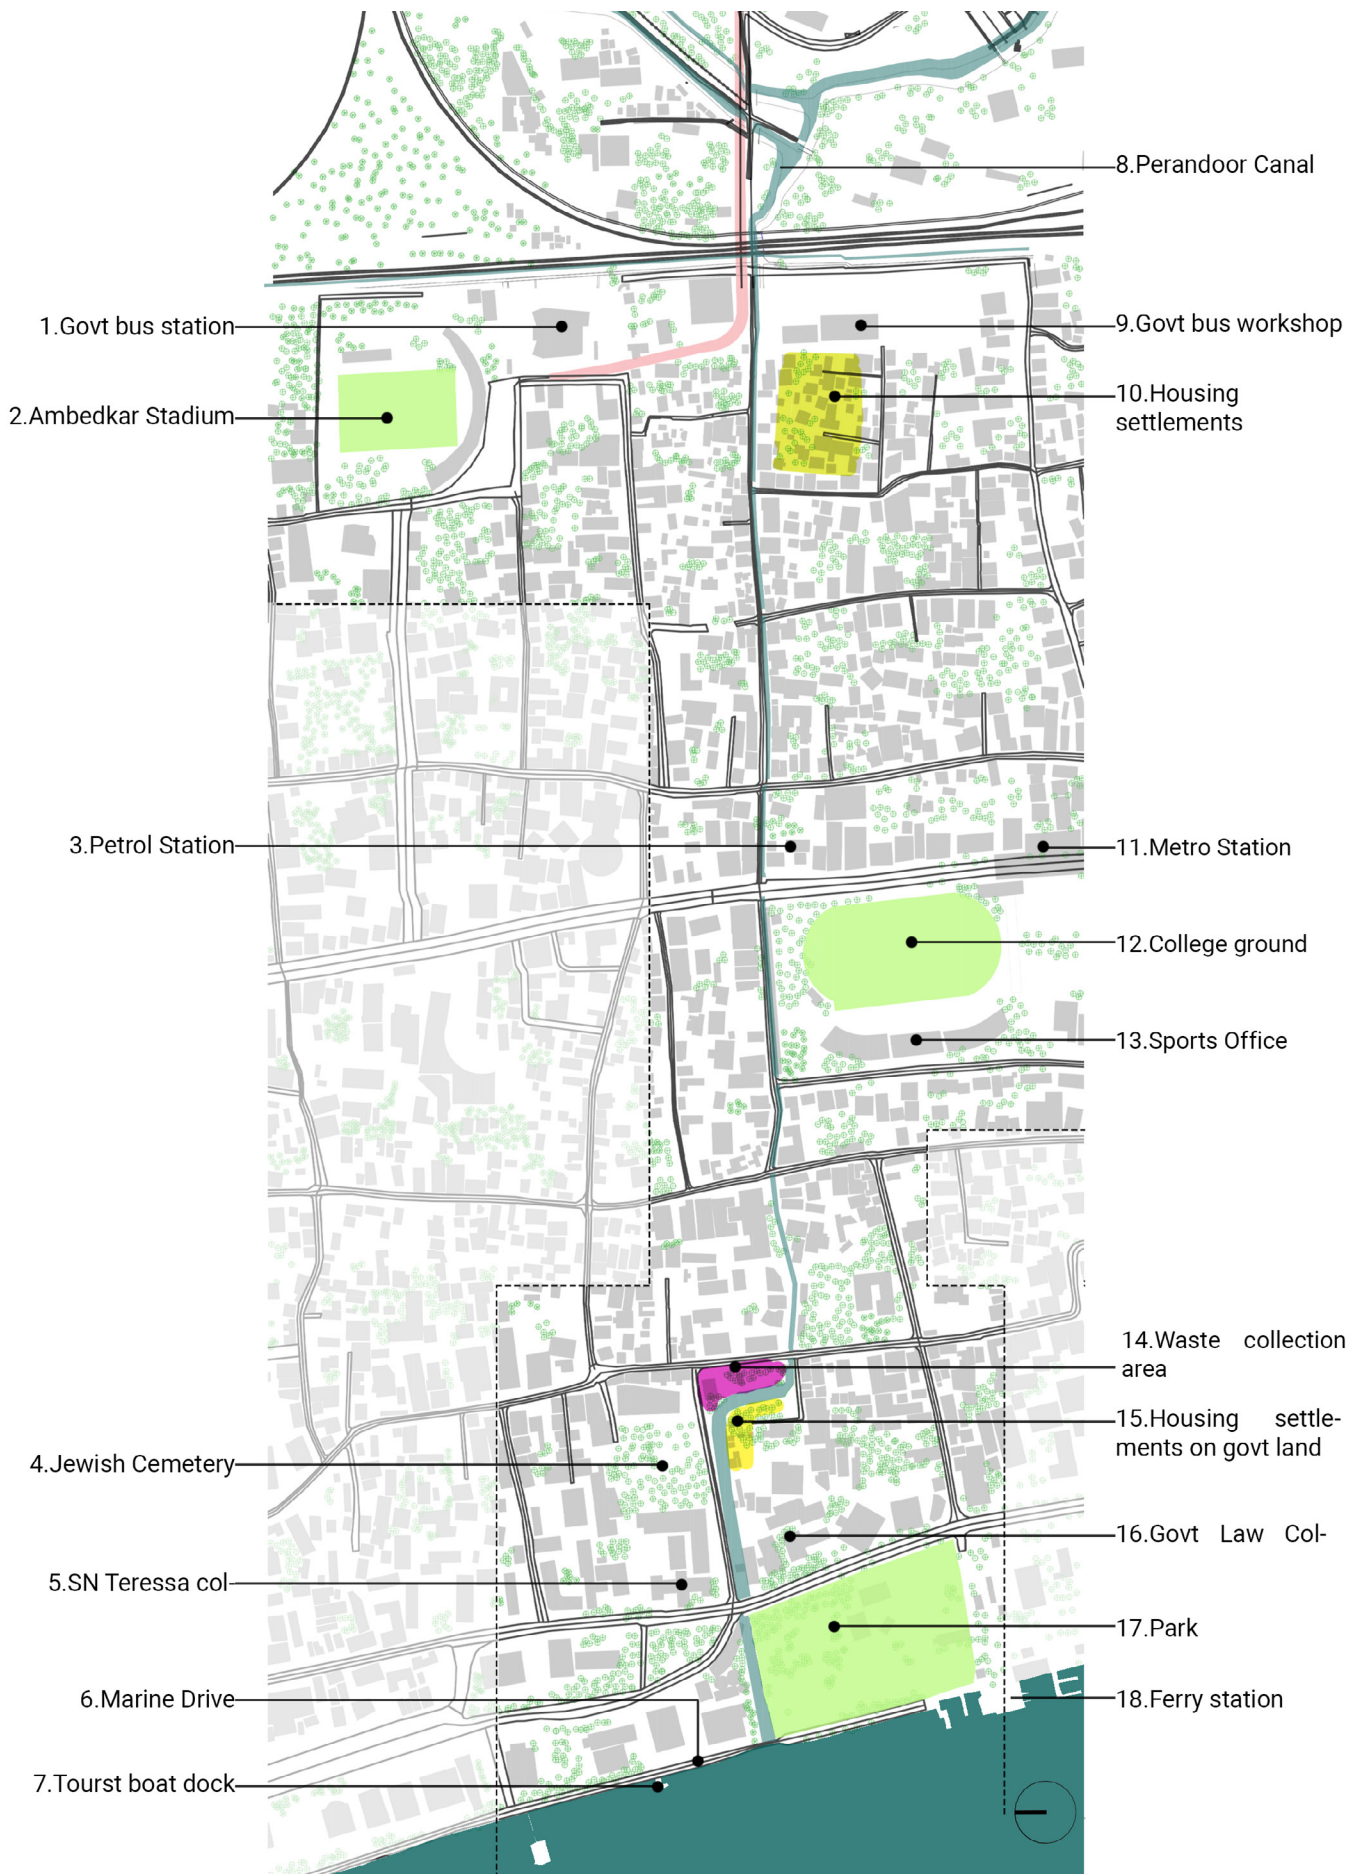 1.Govt bus station
2.Ambedkar Stadium
3.Petrol Station
4.Jewish Cemetery
5.SN Teressa col
6.Marine Drive
7.Tourst boat dock
8.Perandoor Canal
9.Govt bus workshop
10.Housing
settlements
11.Metro Station
12.College ground
13.Sports Office
14.Waste collection
area
15.Housing settle-
ments on govt land
16.Govt Law Col-
17.Park
18.Ferry station